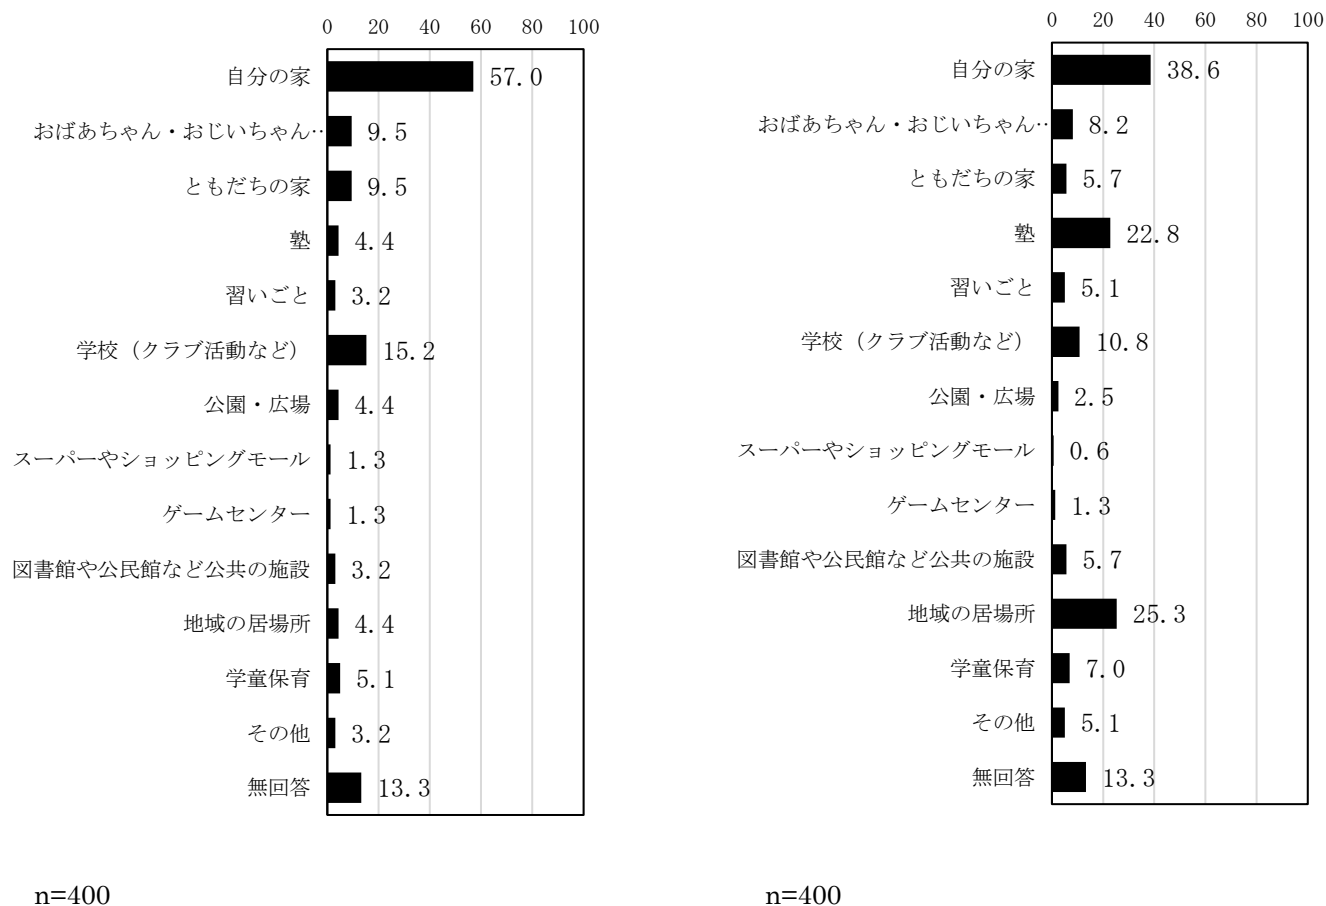 0 20 40 60 80 100
自分の家 57.0
おばあちゃん・おじいちゃん… 9.5
ともだちの家 9.5
塾 4.4
習いごと 3.2
学校（クラブ活動など） 15.2
公園・広場 4.4
スーパーやショッピングモール 1.3
ゲームセンター 1.3
図書館や公民館など公共の施設 3.2
地域の居場所 4.4
学童保育 5.1
その他 3.2
無回答 13.3
n=400
0 20 40 60 80 100
自分の家 38.6
おばあちゃん・おじいちゃん… 8.2
ともだちの家 5.7
塾 22.8
習いごと 5.1
学校（クラブ活動など） 10.8
公園・広場 2.5
スーパーやショッピングモール 0.6
ゲームセンター 1.3
図書館や公民館など公共の施設 5.7
地域の居場所 25.3
学童保育 7.0
その他 5.1
無回答 13.3
n=400